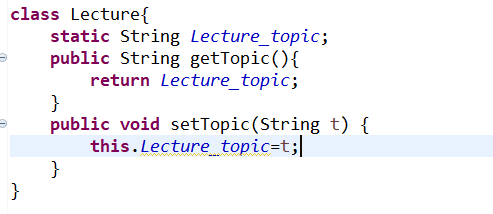 class Lecture{
static String Lecture_topic;
public String getTopic(){
return Lecture_topic;
}
public void setTopic(String t) {
this.Lecture_topic=t;
}
}